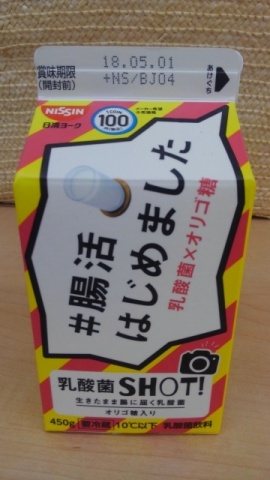 賞味期限
(開封前)
18.05.01
+NS/BJ04
あけくち
NISSIN
日清ヨーク
100
#腸活
はじめました
乳酸菌×オリゴ糖
乳酸菌SHOT!
生きたまま腸に届く乳酸菌
オリゴ糖入り
450g 要冷蔵 10℃以下 乳酸菌飲料